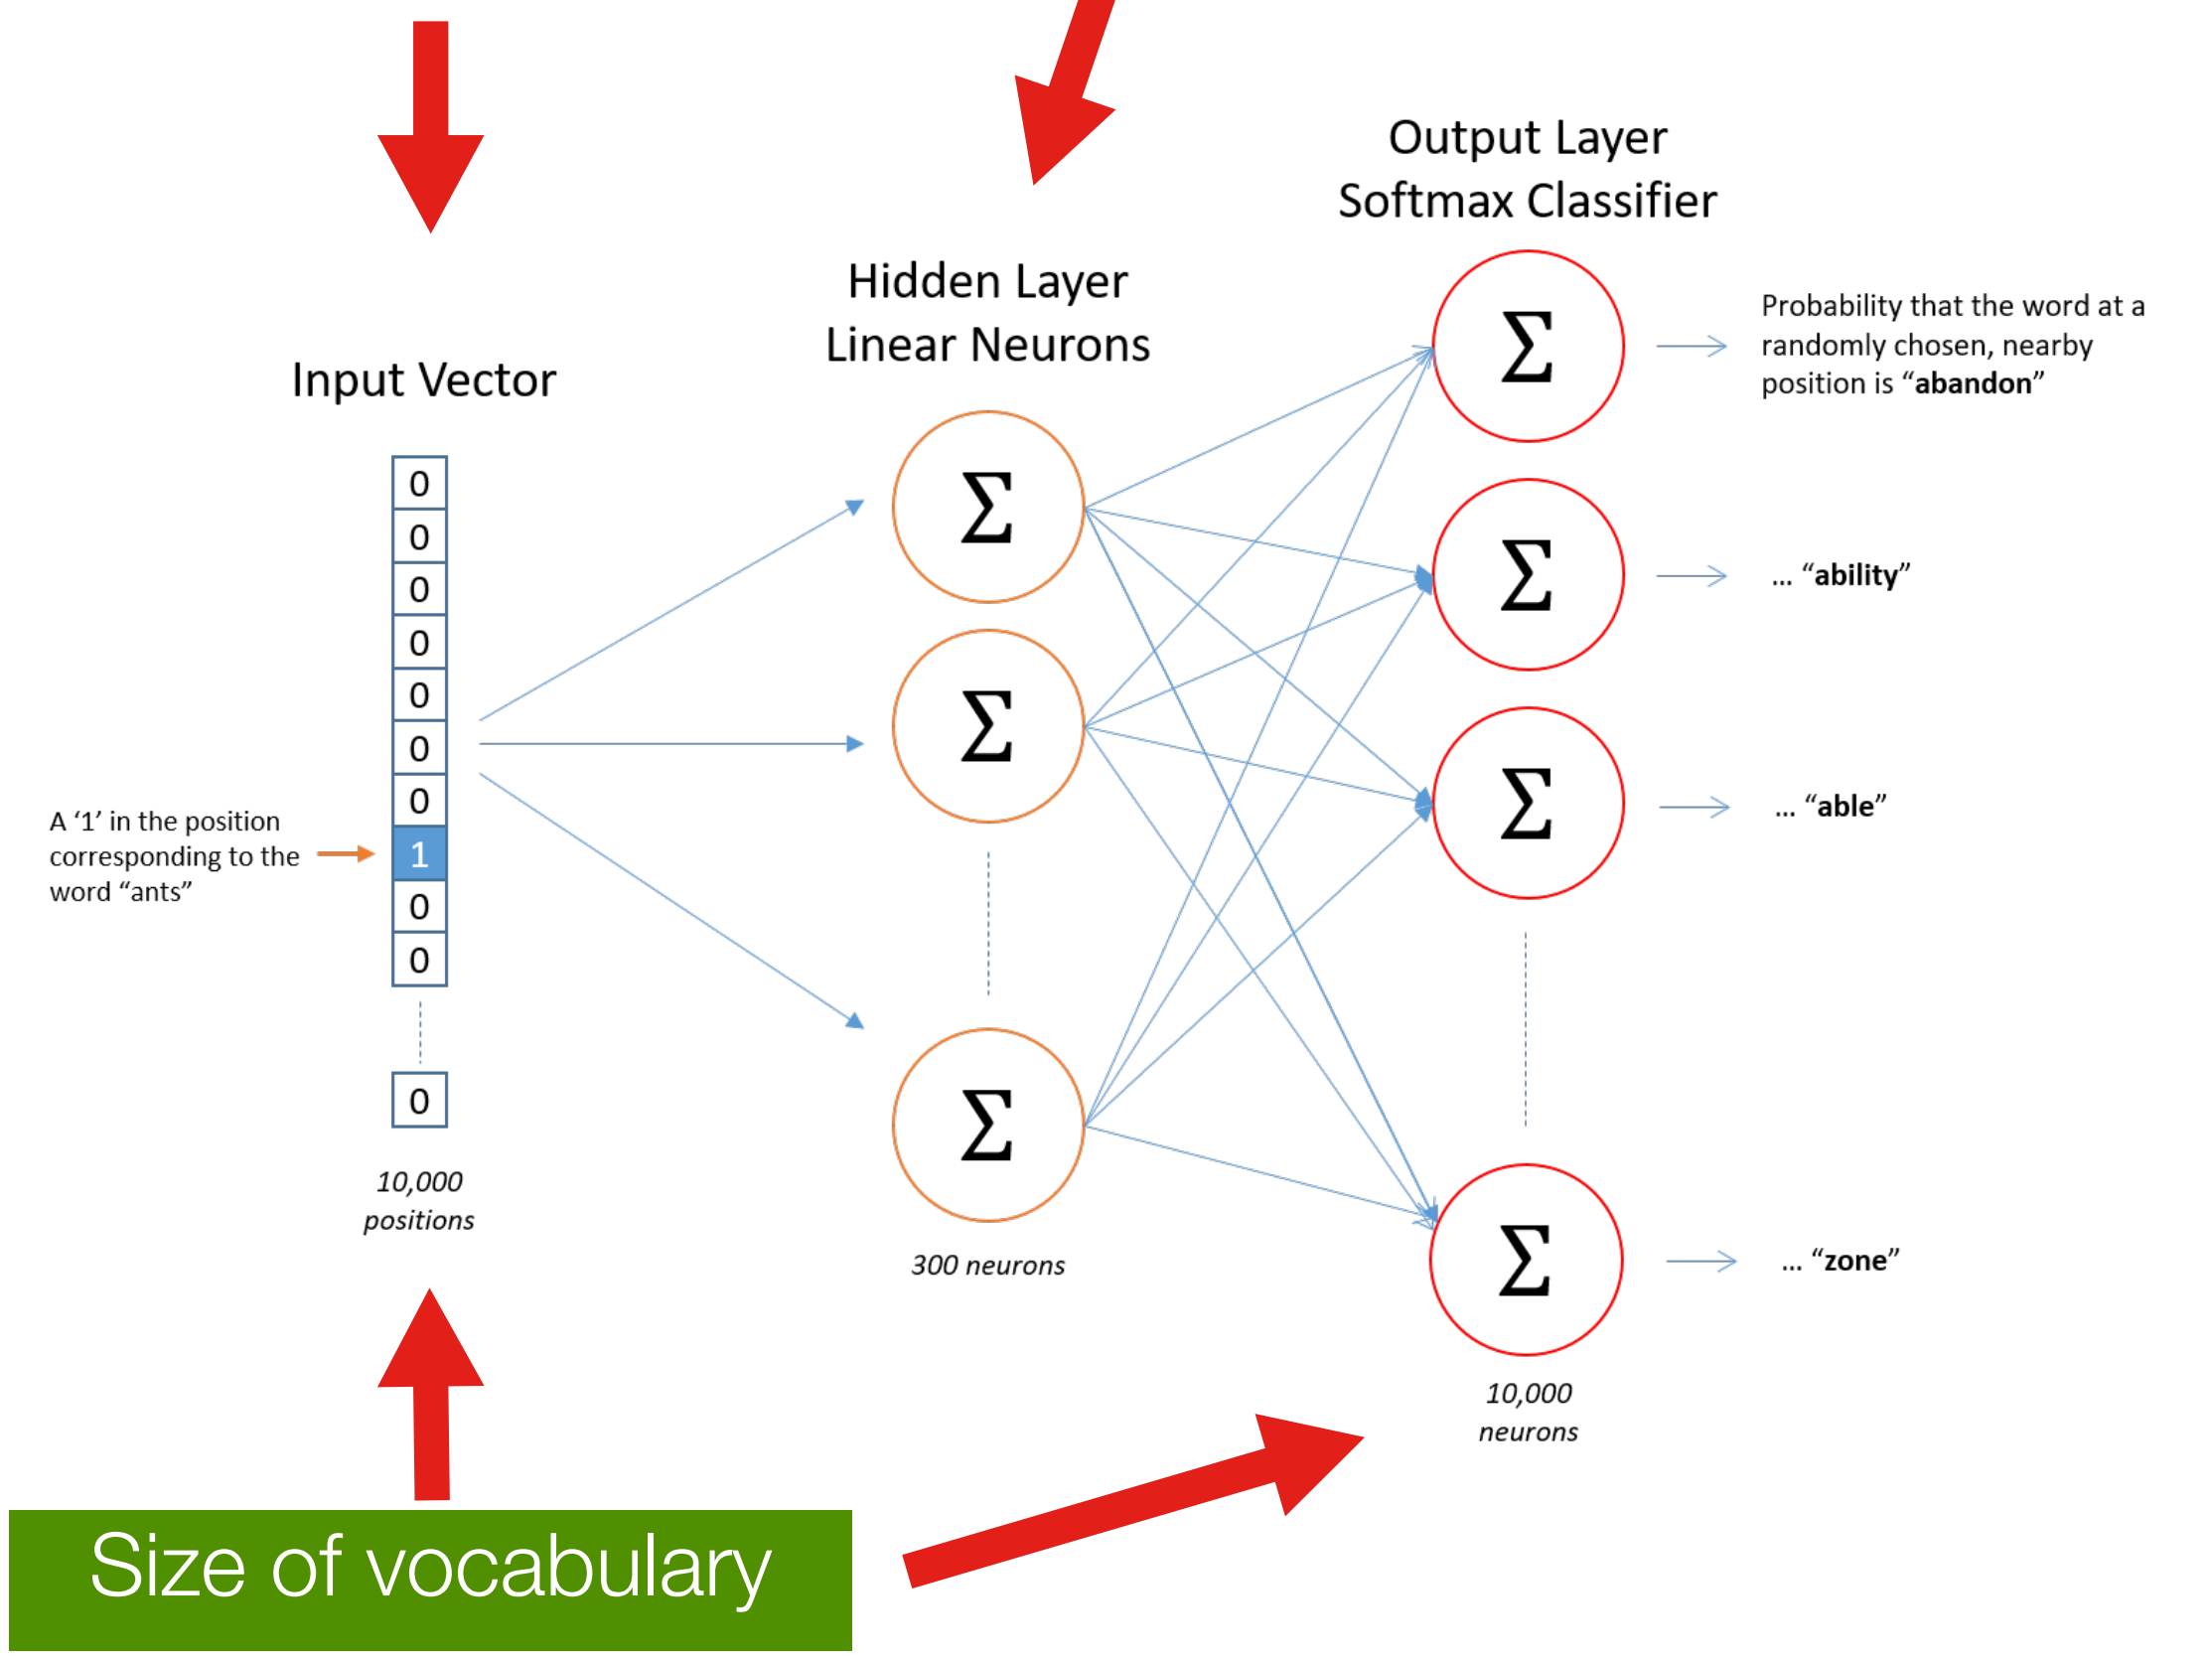 Output Layer
Softmax Classifier
Hidden Layer
Linear Neurons
Input Vector
0
0
0
0
0
0
0
1
0
0
0
A ‘1’ in the position
corresponding to the
word “ants”
10,000
positions
Σ
Σ
Σ
300 neurons
Σ
Σ
Σ
Σ
10,000
neurons
Probability that the word at a
randomly chosen, nearby
position is “abandon”
... “ability”
... “able”
... “zone”
Size of vocabulary